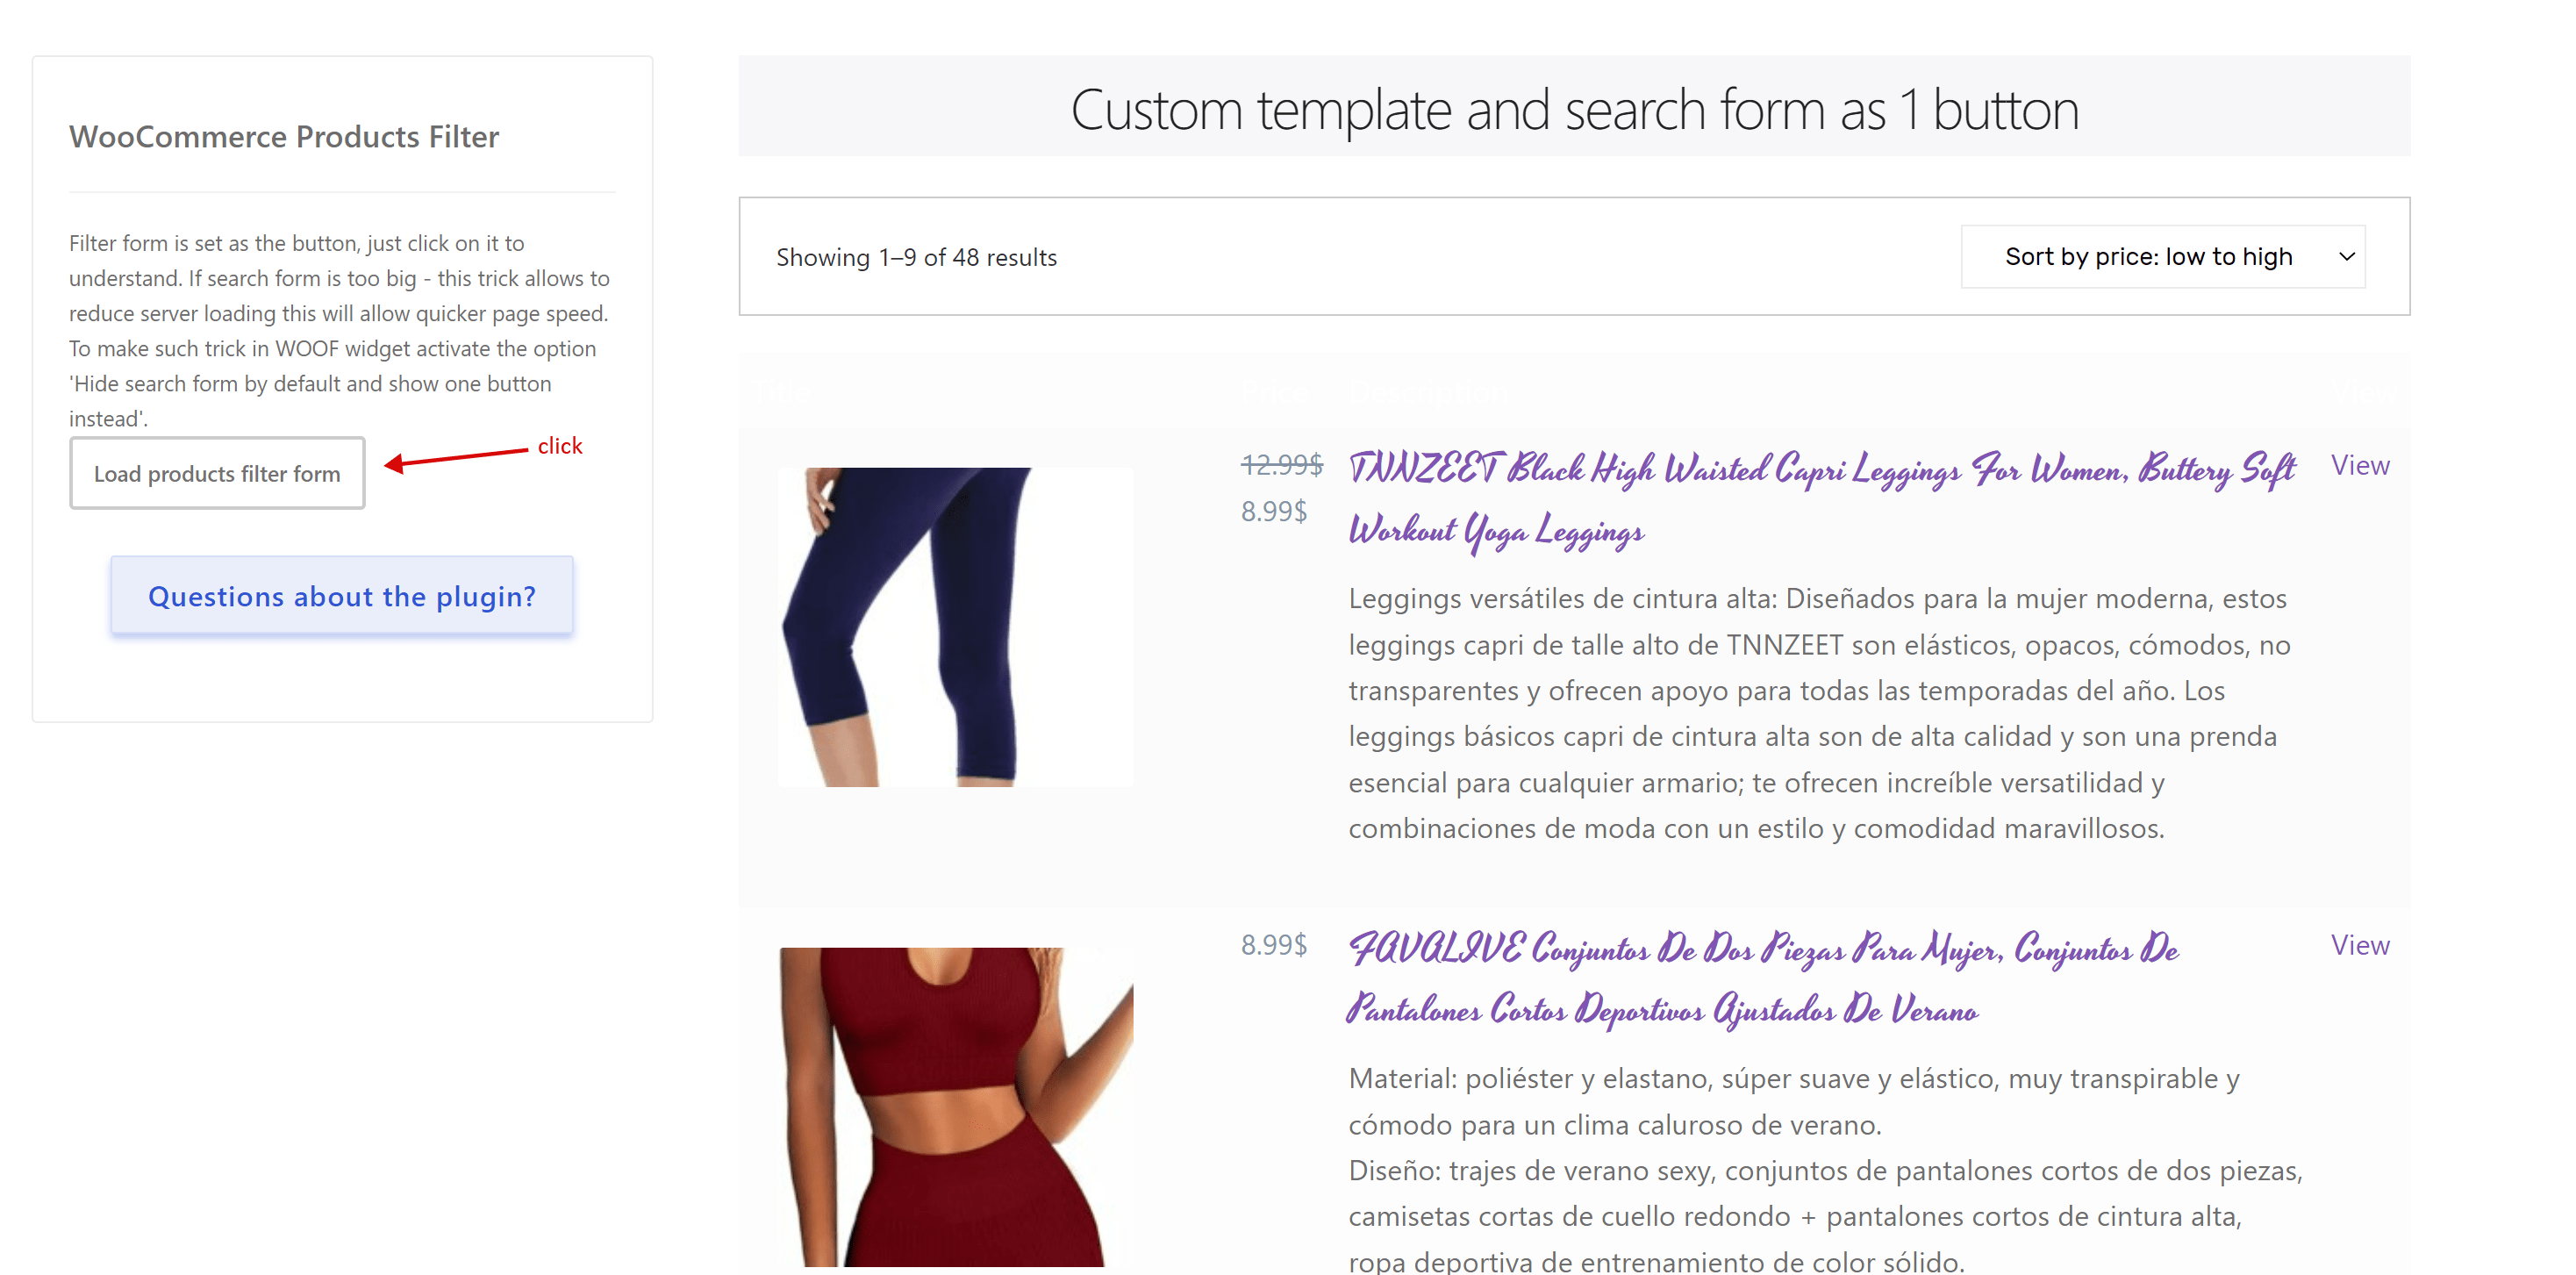 WooCommerce Products Filter
Filter form is set as the button, just click on it to
understand. If search form is too big - this trick allows to
reduce server loading this will allow quicker page speed.
To make such trick in WOOF widget activate the option
'Hide search form by default and show one button
instead'.
Load products filter form
click
Questions about the plugin?
Custom template and search form as 1 button
Showing 1–9 of 48 results
Sort by price: low to high
Title Price Description View
12.99$
8.99$
TNNZEET Black High Waisted Capri Leggings For Women, Buttery Soft
Workout Yoga Leggings
View
Leggings versátiles de cintura alta: Diseñados para la mujer moderna, estos
leggings capri de talle alto de TNNZEET son elásticos, opacos, cómodos, no
transparentes y ofrecen apoyo para todas las temporadas del año. Los
leggings básicos capri de cintura alta son de alta calidad y son una prenda
esencial para cualquier armario; te ofrecen increíble versatilidad y
combinaciones de moda con un estilo y comodidad maravillosos.
8.99$
FAVALIVE Conjuntos De Dos Piezas Para Mujer, Conjuntos De
Pantalones Cortos Deportivos Ajustados De Verano
View
Material: poliéster y elastano, súper suave y elástico, muy transpirable y
cómodo para un clima caluroso de verano.
Diseño: trajes de verano sexy, conjuntos de pantalones cortos de dos piezas,
camisetas cortas de cuello redondo + pantalones cortos de cintura alta,
ropa deportiva de entrenamiento de color sólido.